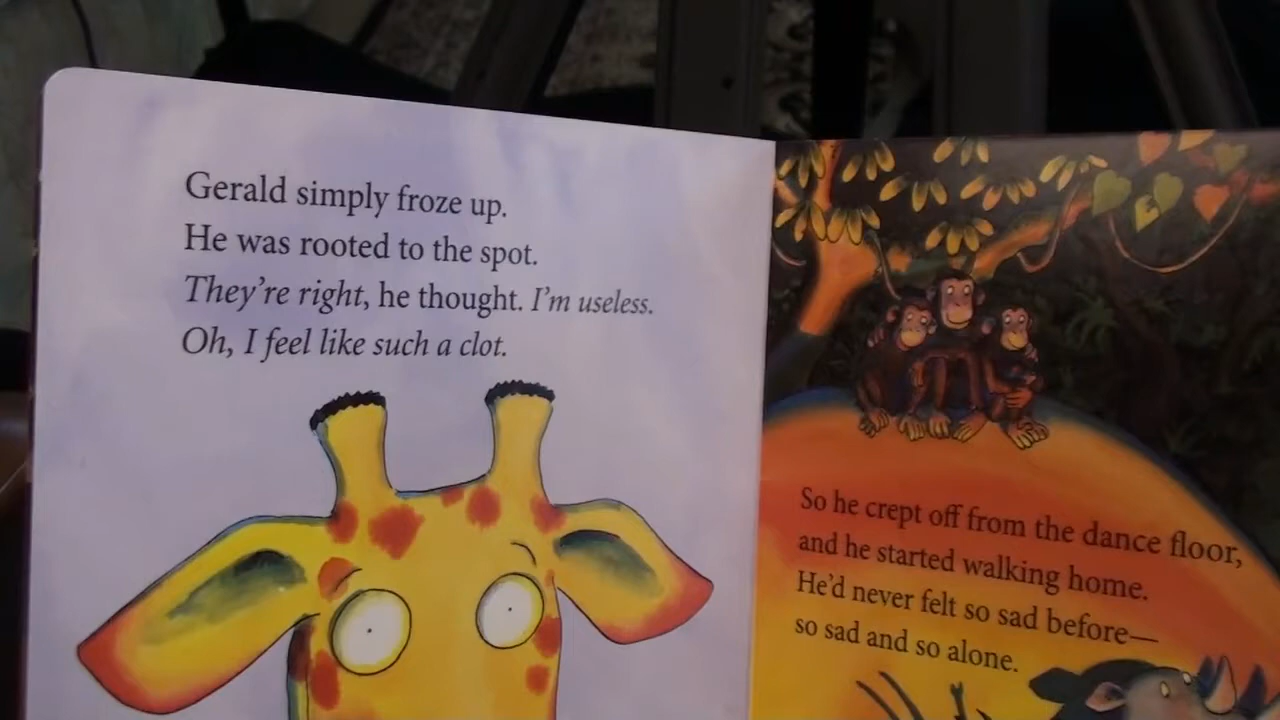 Gerald simply froze up.
He was rooted to the spot.
They're right, he thought. I'm useless.
Oh, I feel like such a clot.
So he crept off from the dance floor,
and he started walking home.
He'd never felt so sad before—
so sad and so alone.